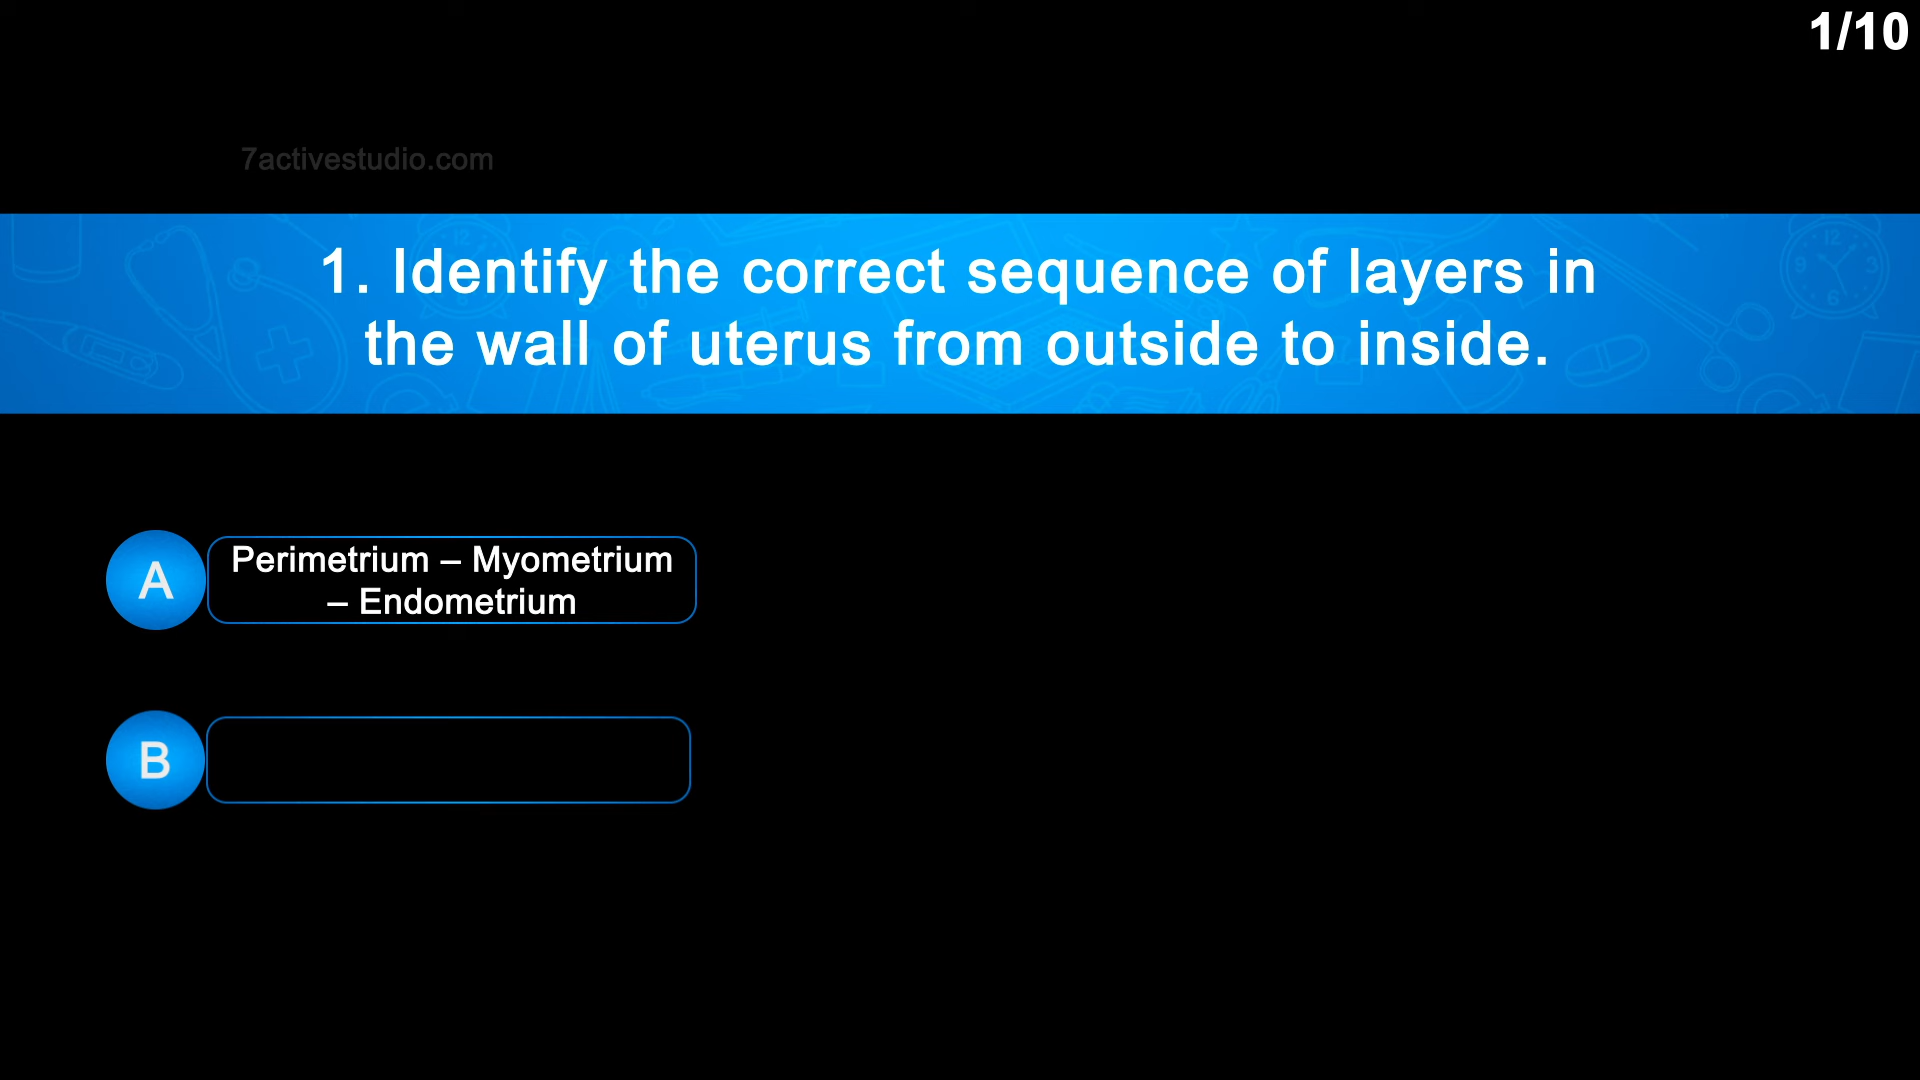 1/10
7activestudio.com
1. Identify the correct sequence of layers in
the wall of uterus from outside to inside.
A
Perimetrium – Myometrium
– Endometrium
B